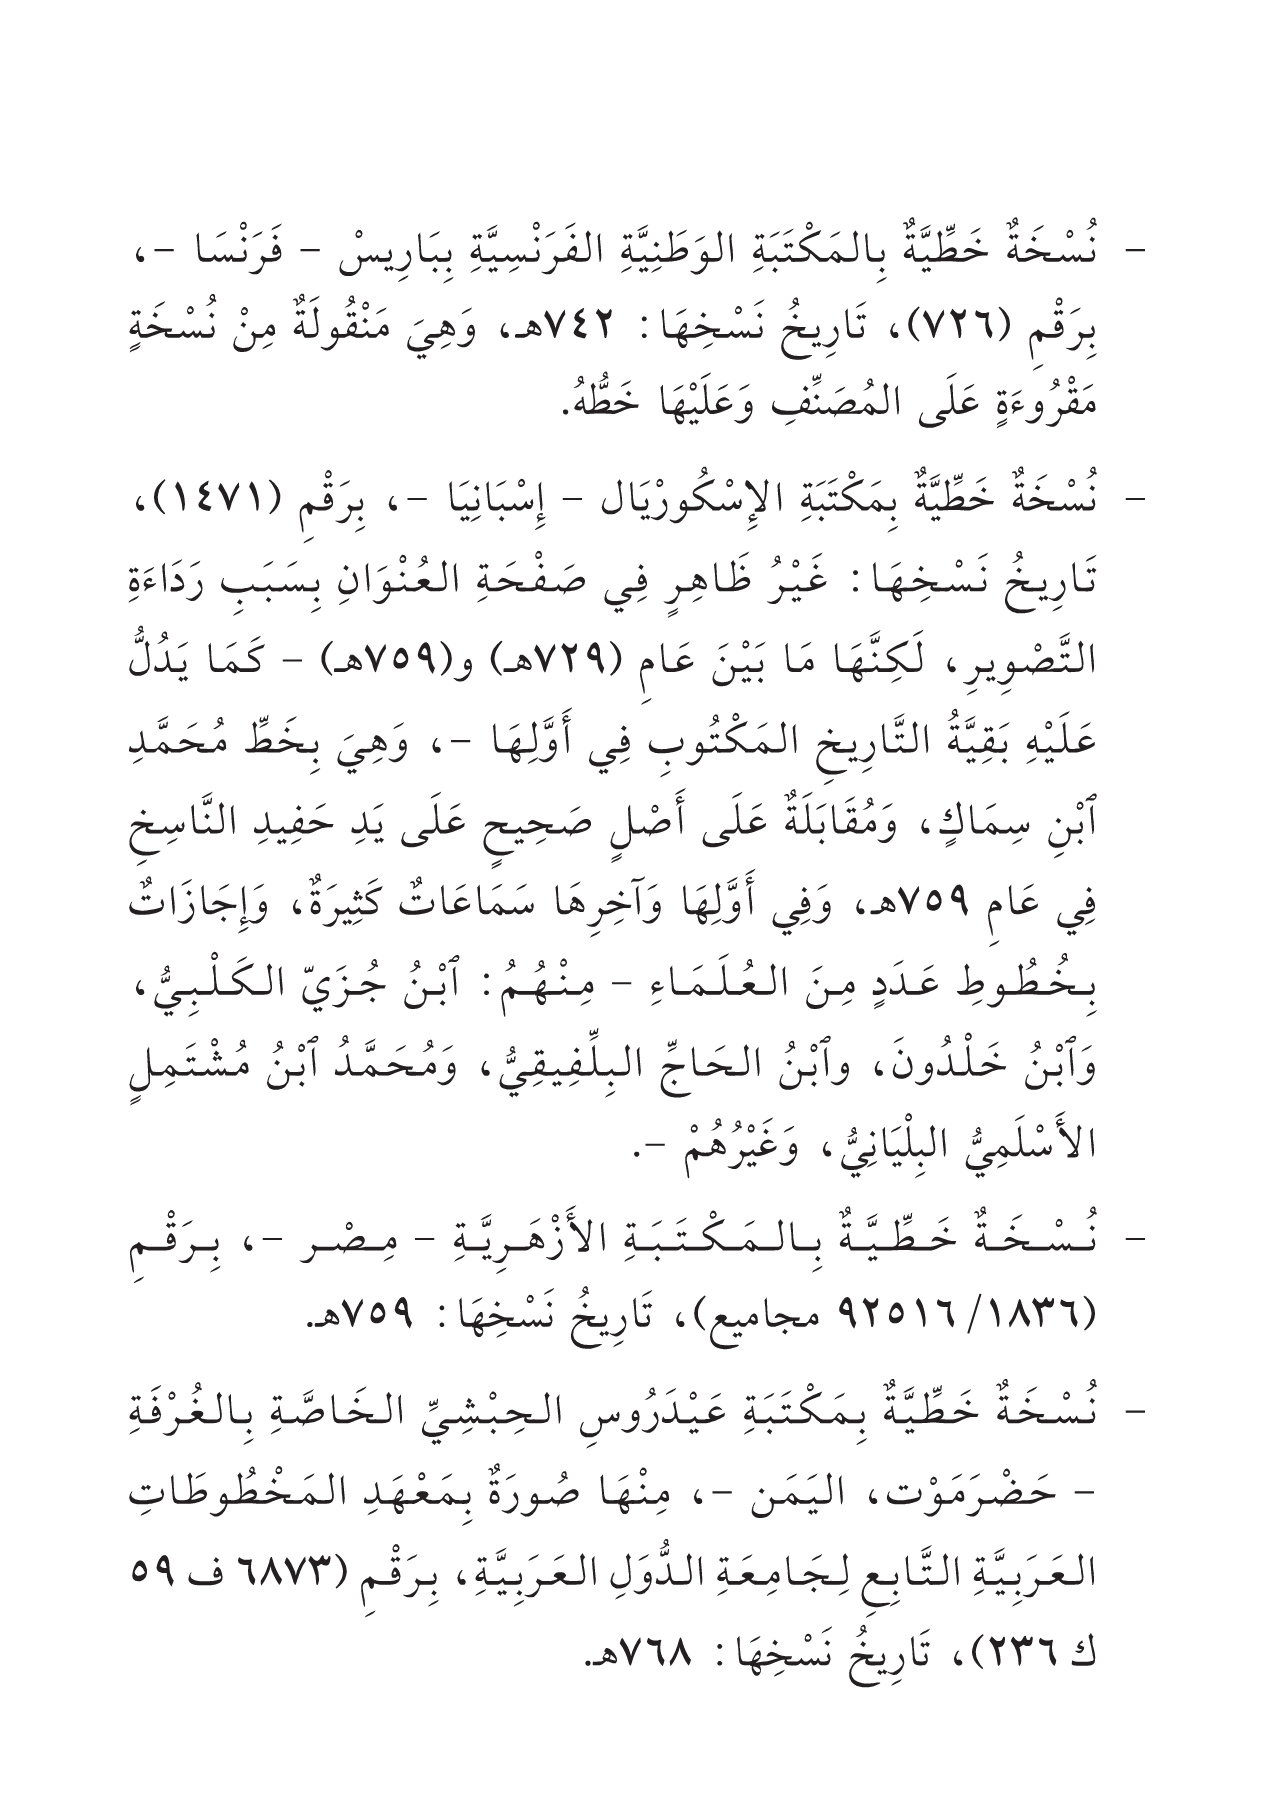 - نُسْخَةٌ خَطِّيَّةٌ بِالمَكْتَبَةِ الوَطَنِيَّةِ الفَرَنْسِيَّةِ بِبَارِيسْ - فَرَنْسَا -،
بِرَقْمِ (٧٢٦)، تَارِيخُ نَسْخِهَا: ٧٤٢هـ، وَهِيَ مَنْقُولَةٌ مِنْ نُسْخَةٍ
مَقْرُوءَةٍ عَلَى المُصَنِّفِ وَعَلَيْهَا خَطُّهُ.
- نُسْخَةٌ خَطِّيَّةٌ بِمَكْتَبَةِ الإِسْكُورْيَال - إِسْبَانِيَا -، بِرَقْمِ (١٤٧١)،
تَارِيخُ نَسْخِهَا: غَيْرُ ظَاهِرٍ فِي صَفْحَةِ العُنْوَانِ بِسَبَبِ رَدَاءَةِ
التَّصْوِيرِ، لَكِنَّهَا مَا بَيْنَ عَامِ (٧٢٩هـ) و(٧٥٩هـ) - كَمَا يَدُلُّ
عَلَيْهِ بَقِيَّةُ التَّارِيخِ المَكْتُوبِ فِي أَوَّلِهَا -، وَهِيَ بِخَطِّ مُحَمَّدِ
ٱبْنِ سِمَاكٍ، وَمُقَابَلَةٌ عَلَى أَصْلٍ صَحِيحٍ عَلَى يَدِ حَفِيدِ النَّاسِخِ
فِي عَامِ ٧٥٩هـ، وَفِي أَوَّلِهَا وَآخِرِهَا سَمَاعَاتٌ كَثِيرَةٌ، وَإِجَازَاتٌ
بِخُطُوطِ عَدَدٍ مِنَ العُلَمَاءِ - مِنْهُمُ: ٱبْنُ جُزَيّ الكَلْبِيُّ،
وَٱبْنُ خَلْدُونَ، وٱبْنُ الحَاجِّ البِلِّفِيقِيُّ، وَمُحَمَّدُ ٱبْنُ مُشْتَمِلٍ
الأَسْلَمِيُّ البِلْيَانِيُّ، وَغَيْرُهُمْ -.
- نُسْخَةٌ خَطِّيَّةٌ بِالمَكْتَبَةِ الأَزْهَرِيَّةِ - مِصْر -، بِرَقْمِ
(١٨٣٦/ ٩٢٥١٦ مجاميع)، تَارِيخُ نَسْخِهَا: ٧٥٩هـ.
- نُسْخَةٌ خَطِّيَّةٌ بِمَكْتَبَةِ عَيْدَرُوسِ الحِبْشِيِّ الخَاصَّةِ بِالغُرْفَةِ
- حَضْرَمَوْت، اليَمَن -، مِنْهَا صُورَةٌ بِمَعْهَدِ المَخْطُوطَاتِ
العَرَبِيَّةِ التَّابِعِ لِجَامِعَةِ الدُّوَلِ العَرَبِيَّةِ، بِرَقْمِ (٦٨٧٣ ف ٥٩
ك ٢٣٦)، تَارِيخُ نَسْخِهَا: ٧٦٨هـ.